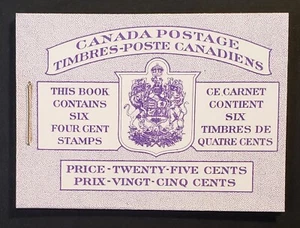 CANADA POSTAGE
TIMBRES-POSTE CANADIENS
THIS BOOK
CONTAINS
SIX
FOUR CENT
STAMPS
CE CARNET
CONTIENT
SIX
TIMBRES DE
QUATRE CENTS
PRICE-TWENTY-FIVE CENTS
PRIX-VINGT-CINQ CENTS